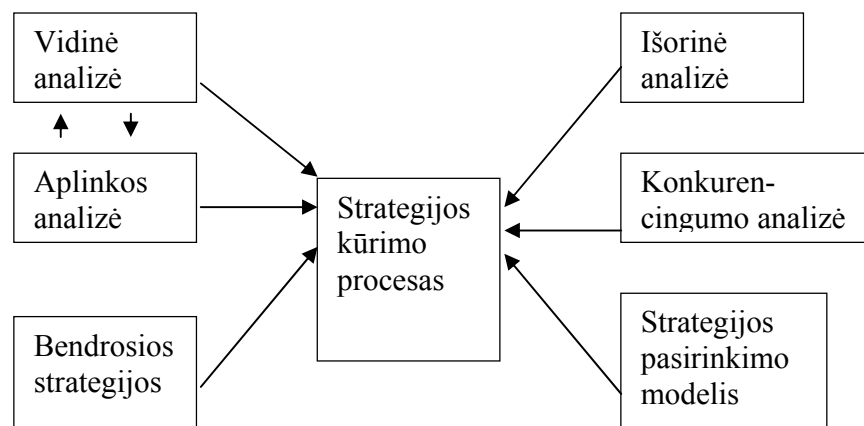 Vidinė
analizė
Išorinė
analizė
Aplinkos
analizė
Strategijos
kūrimo
procesas
Konkuren-
cingumo analizė
Bendrosios
strategijos
Strategijos
pasirinkimo
modelis